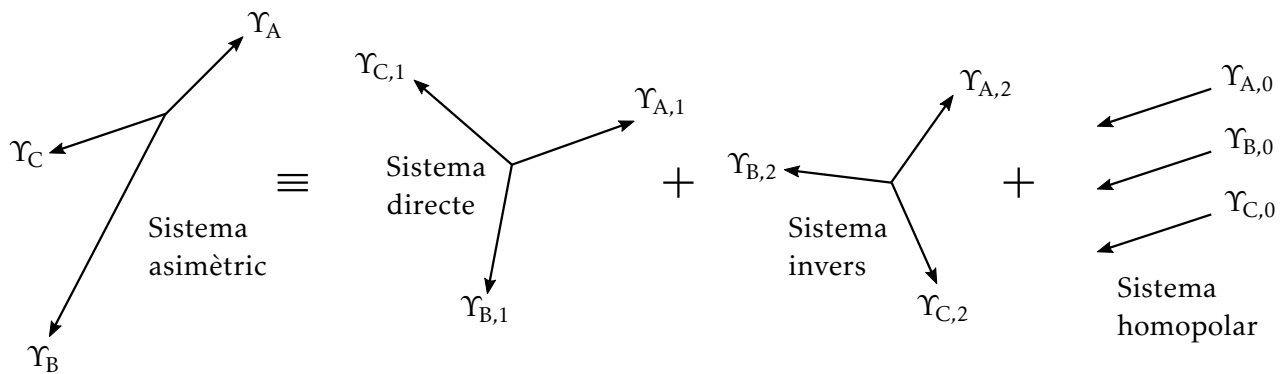 ϒA
ϒC
ϒB
Sistema
asimètric
≡
ϒC,1
ϒA,1
Sistema
directe
ϒB,1
+
ϒA,2
ϒB,2
Sistema
invers
ϒC,2
+
ϒA,0
ϒB,0
ϒC,0
Sistema
homopolar